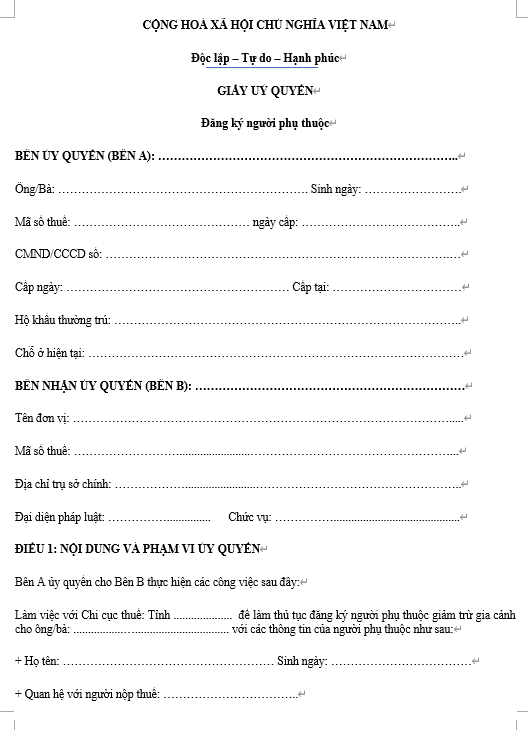 CỘNG HOÀ XÃ HỘI CHỦ NGHĨA VIỆT NAM
Độc lập – Tự do – Hạnh phúc
GIẤY UỶ QUYỀN
Đăng ký người phụ thuộc
BÊN ỦY QUYỀN (BÊN A): …………………………………………………………………..
Ông/Bà: ……………………………………………………… Sinh ngày: …………………….
Mã số thuế: ……………………………………… ngày cấp: …………………………………..
CMND/CCCD số: ………………………………………………………………………………
Cấp ngày: ………………………………………………… Cấp tại: ……………………………
Hộ khẩu thường trú: ……………………………………………………………………………..
Chỗ ở hiện tại: ……………………………………………………………………………………
BÊN NHẬN ỦY QUYỀN (BÊN B): ……………………………………………………………
Tên đơn vị: …………………………………………………………………………………….....
Mã số thuế: …………………………...............................……………………………………...
Địa chỉ trụ sở chính: ……………………...............................……………………………………..
Đại diện pháp luật: ……………............... Chức vụ: …............................................................
ĐIỀU 1: NỘI DUNG VÀ PHẠM VI ỦY QUYỀN
Bên A ủy quyền cho Bên B thực hiện các công việc sau đây:
Làm việc với Chi cục thuế: Tỉnh .................... để làm thủ tục đăng ký người phụ thuộc giảm trừ gia cảnh
cho ông/bà: .................…................................ với các thông tin của người phụ thuộc như sau:
+ Họ tên: ……………………………………………… Sinh ngày: ………………………………
+ Quan hệ với người nộp thuế: ……………………………..